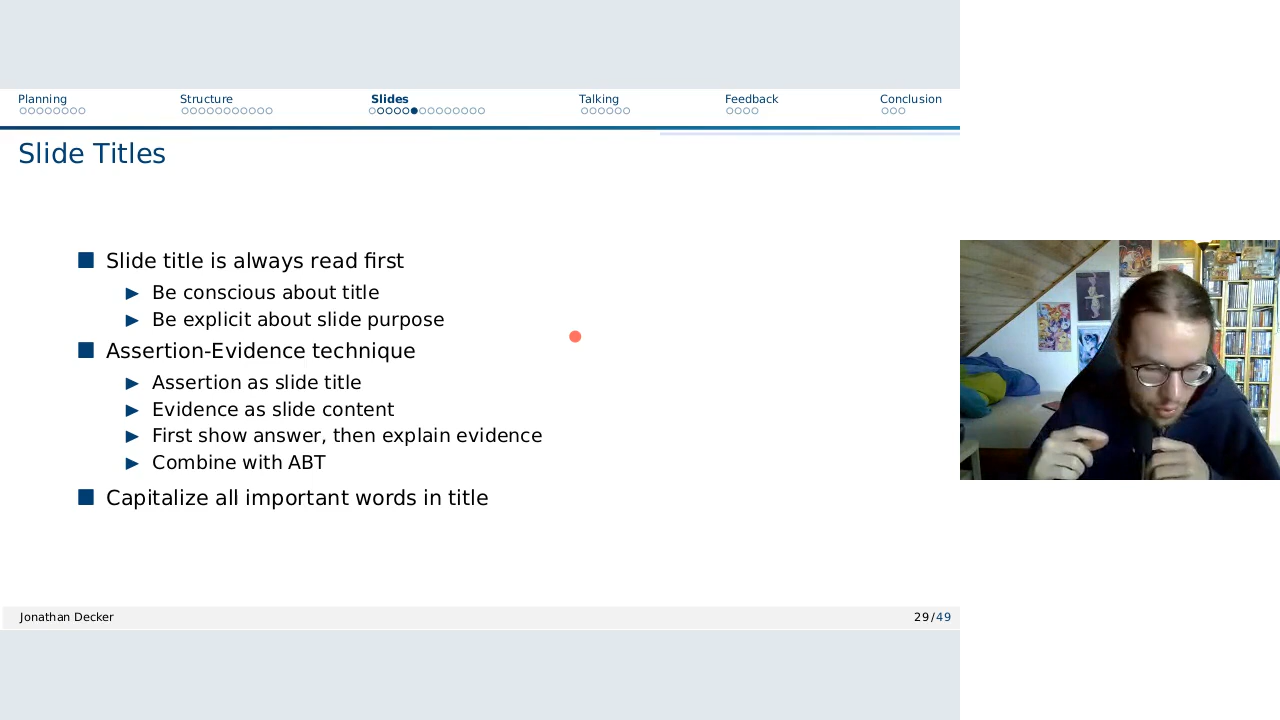 Planning Structure Slides Talking Feedback Conclusion
Slide Titles
Slide title is always read first
Be conscious about title
Be explicit about slide purpose
Assertion-Evidence technique
Assertion as slide title
Evidence as slide content
First show answer, then explain evidence
Combine with ABT
Capitalize all important words in title
Jonathan Decker 29/49